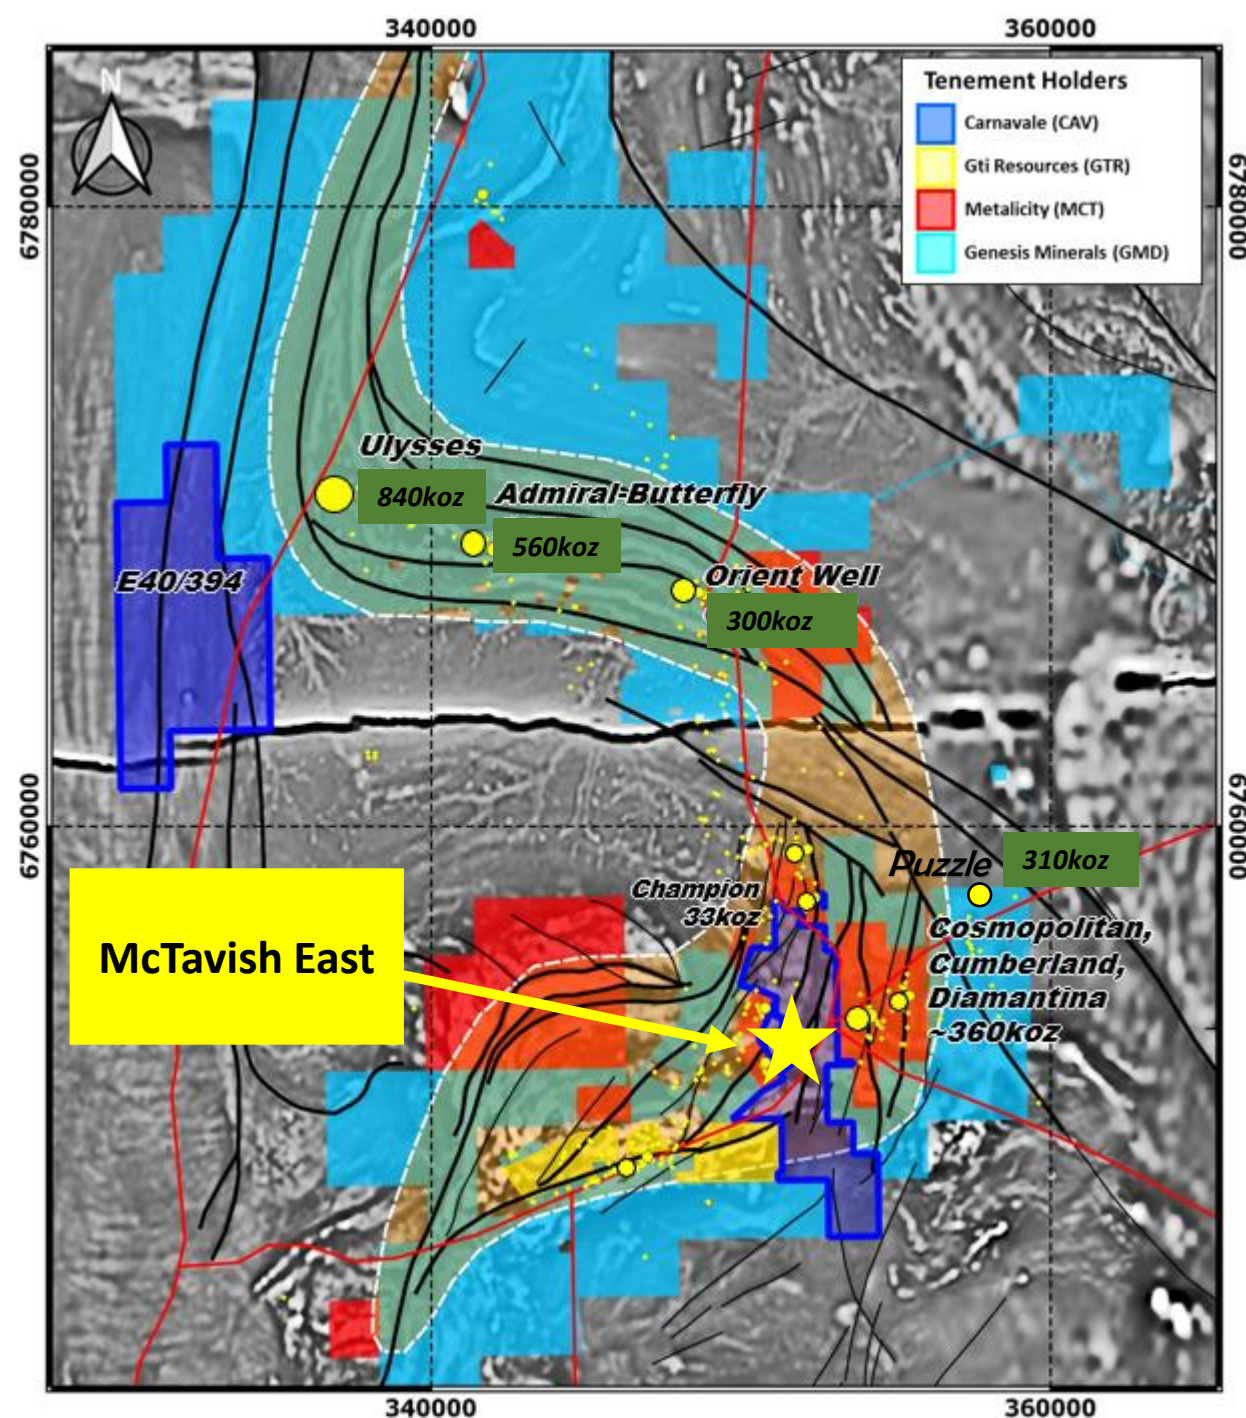 340000
360000
N
Tenement Holders
Carnavale (CAV)
Gti Resources (GTR)
Metalicity (MCT)
Genesis Minerals (GMD)
6780000
6780000
Ulysses
840koz
Admiral-Butterfly
560koz
E40/394
Orient Well
300koz
6760000
6760000
Puzzle
310koz
Champion
33koz
McTavish East
Cosmopolitan,
Cumberland,
Diamantina
~360koz
340000
360000